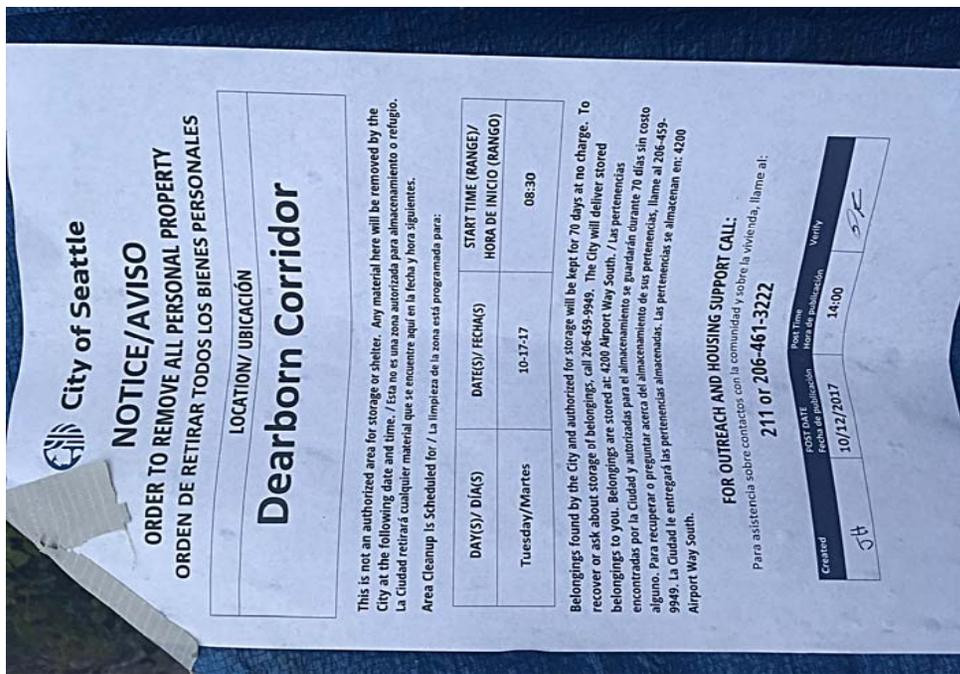 City of Seattle
NOTICE/AVISO
ORDER TO REMOVE ALL PERSONAL PROPERTY
ORDEN DE RETIRAR TODOS LOS BIENES PERSONALES
LOCATION/ UBICACIÓN
Dearborn Corridor
This is not an authorized area for storage or shelter. Any material here will be removed by the
City at the following date and time. / Esta no es una zona autorizada para almacenamiento o refugio.
La Ciudad retirará cualquier material que se encuentre aquí en la fecha y hora siguientes.
Area Cleanup Is Scheduled for / La limpieza de la zona está programada para:
DAY(S)/ DÍA(S) DATE(S)/ FECHA(S) START TIME (RANGE)/
HORA DE INICIO (RANGO)
Tuesday/Martes 10-17-17 08:30
Belongings found by the City and authorized for storage will be kept for 70 days at no charge. To
recover or ask about storage of belongings, call 206-459-9949. The City will deliver stored
belongings to you. Belongings are stored at: 4200 Airport Way South. / Las pertenencias
encontradas por la Ciudad y autorizadas para el almacenamiento se guardarán durante 70 días sin costo
alguno. Para recuperar o preguntar acerca del almacenamiento de sus pertenencias, llame al 206-459-
9949. La Ciudad le entregará las pertenencias almacenadas. Las pertenencias se almacenan en: 4200
Airport Way South.
FOR OUTREACH AND HOUSING SUPPORT CALL:
Para asistencia sobre contactos con la comunidad y sobre la vivienda, llame al:
211 or 206-461-3222
Created POST DATE Post Time Verify
Fecha de publicación Hora de publicación
JH 10/12/2017 14:00